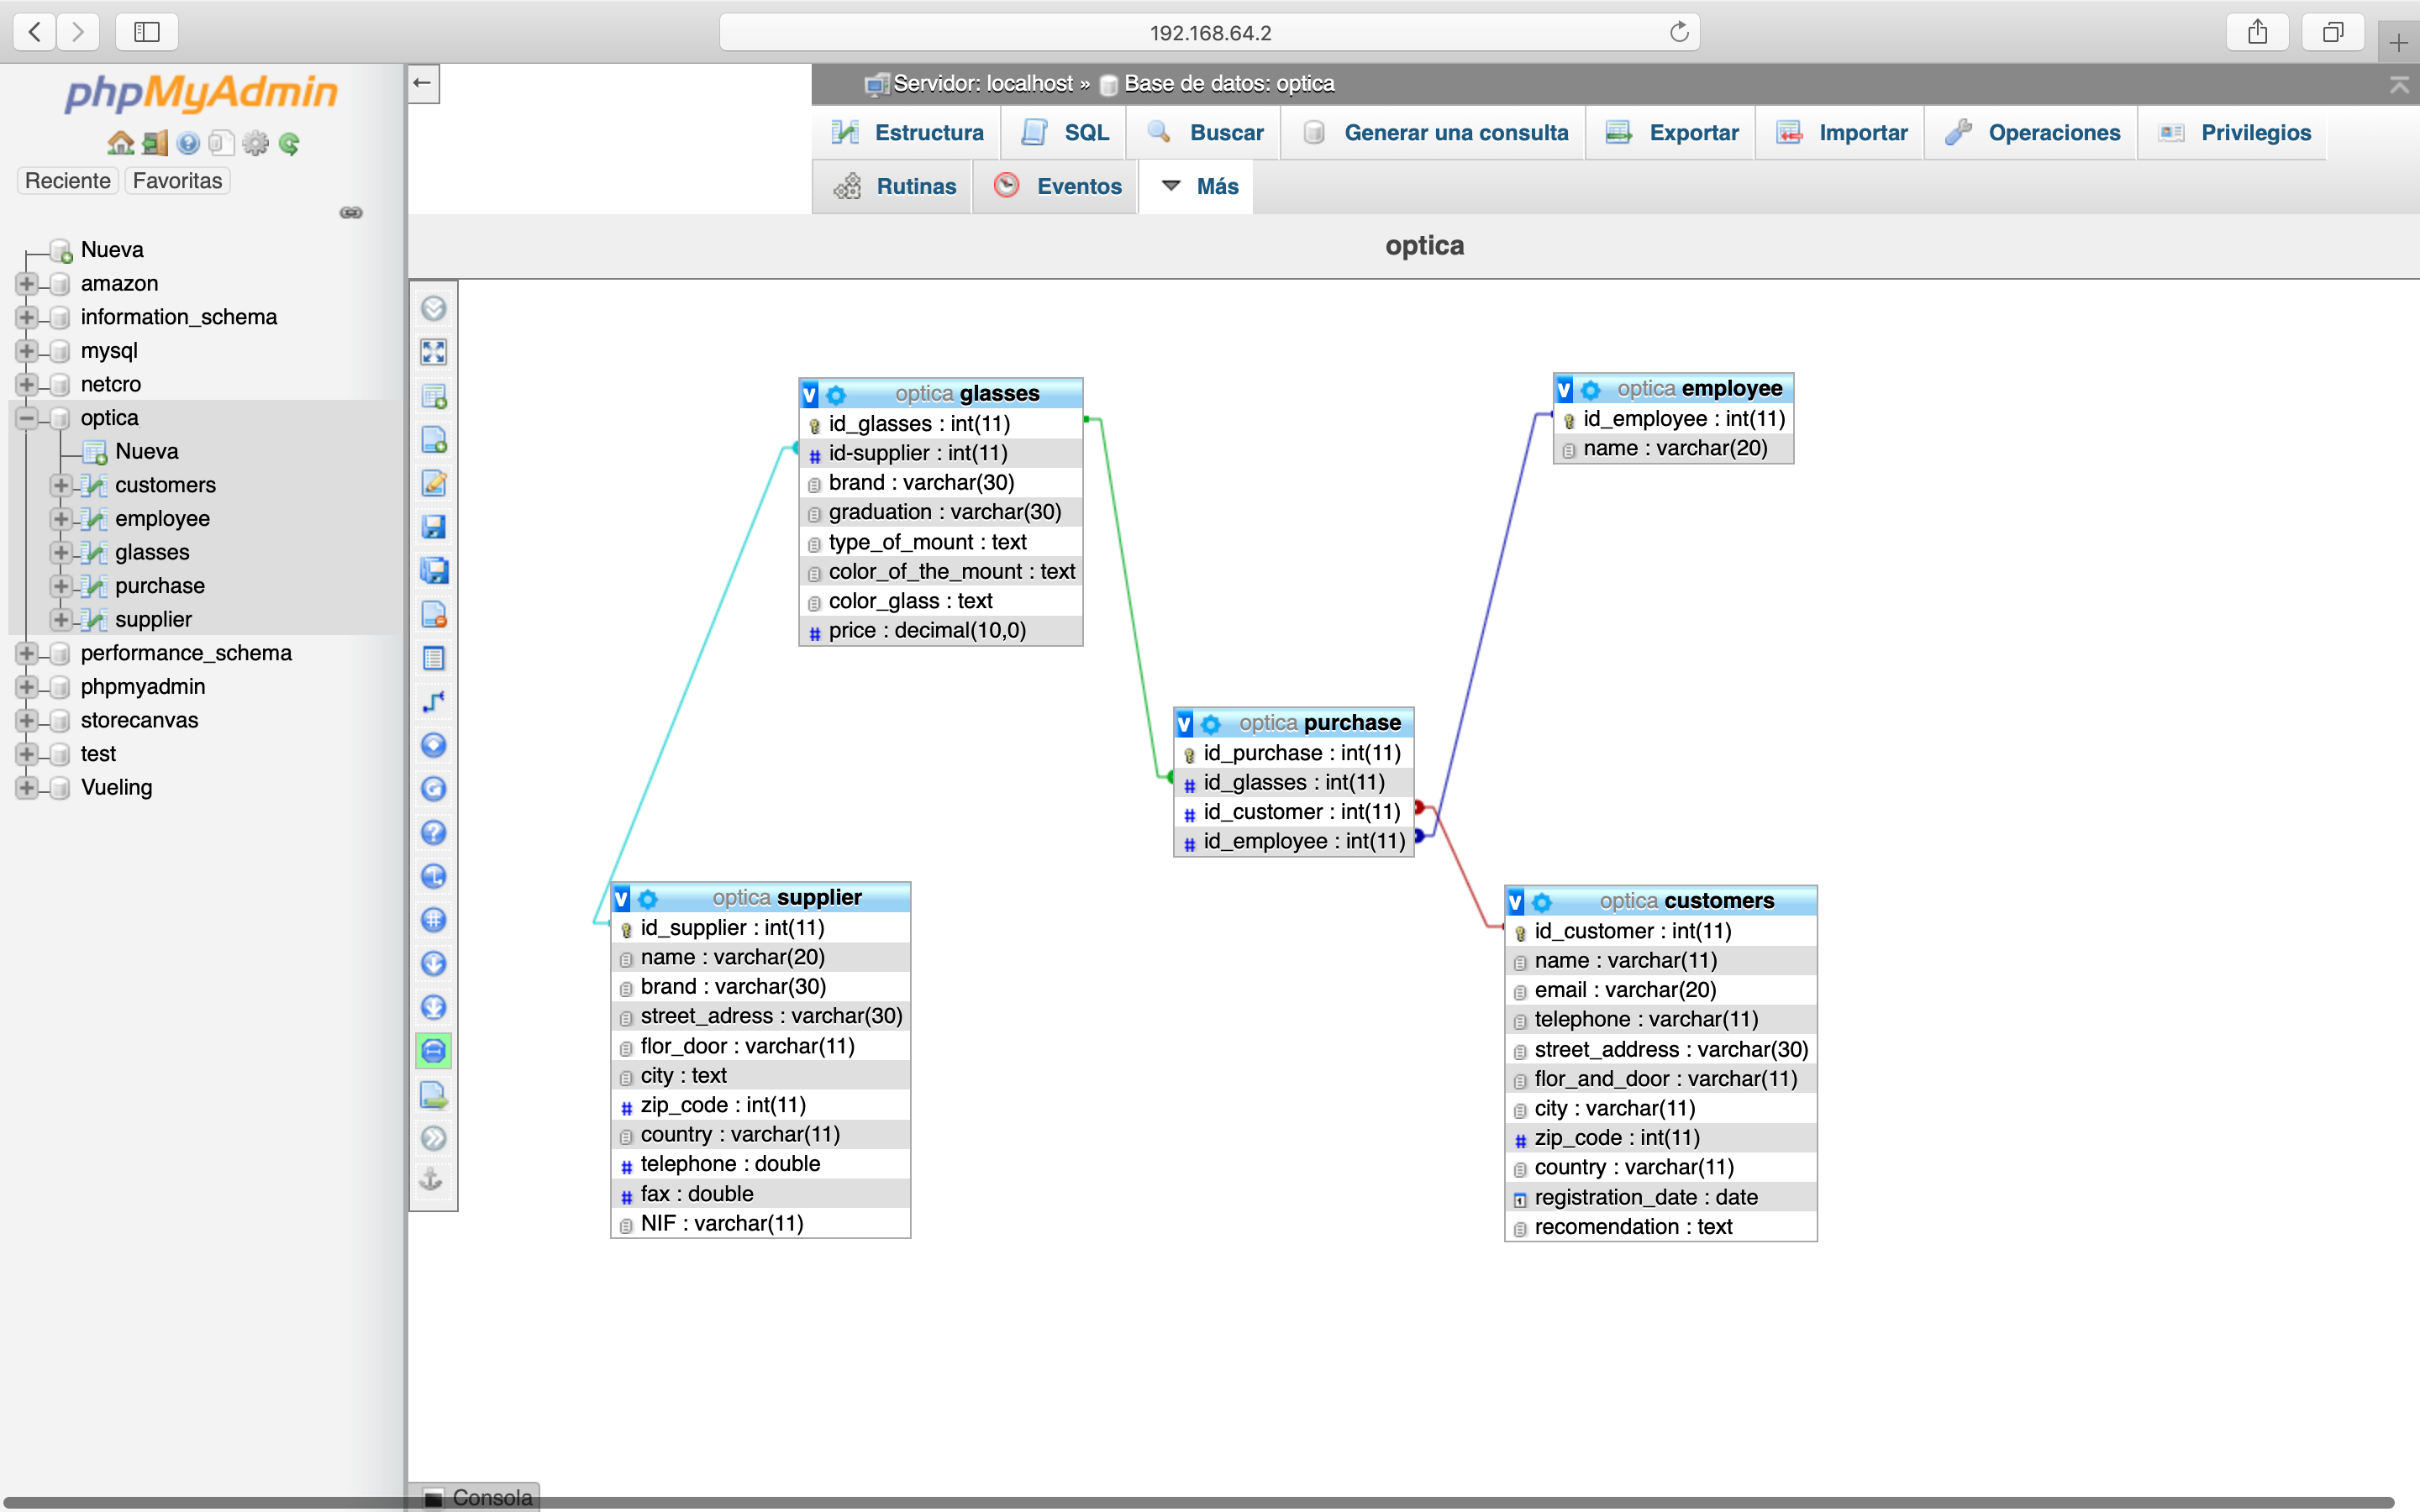 192.168.64.2
phpMyAdmin
Reciente Favoritas
Nueva
amazon
information_schema
mysql
netcro
optica
Nueva
customers
employee
glasses
purchase
supplier
performance_schema
phpmyadmin
storecanvas
test
Vueling
Servidor: localhost » Base de datos: optica
Estructura SQL Buscar Generar una consulta Exportar Importar Operaciones Privilegios
Rutinas Eventos Más
optica
optica glasses
id_glasses : int(11)
id-supplier : int(11)
brand : varchar(30)
graduation : varchar(30)
type_of_mount : text
color_of_the_mount : text
color_glass : text
price : decimal(10,0)
optica employee
id_employee : int(11)
name : varchar(20)
optica purchase
id_purchase : int(11)
id_glasses : int(11)
id_customer : int(11)
id_employee : int(11)
optica supplier
id_supplier : int(11)
name : varchar(20)
brand : varchar(30)
street_adress : varchar(30)
flor_door : varchar(11)
city : text
zip_code : int(11)
country : varchar(11)
telephone : double
fax : double
NIF : varchar(11)
optica customers
id_customer : int(11)
name : varchar(11)
email : varchar(20)
telephone : varchar(11)
street_address : varchar(30)
flor_and_door : varchar(11)
city : varchar(11)
zip_code : int(11)
country : varchar(11)
registration_date : date
recomendation : text
Consola